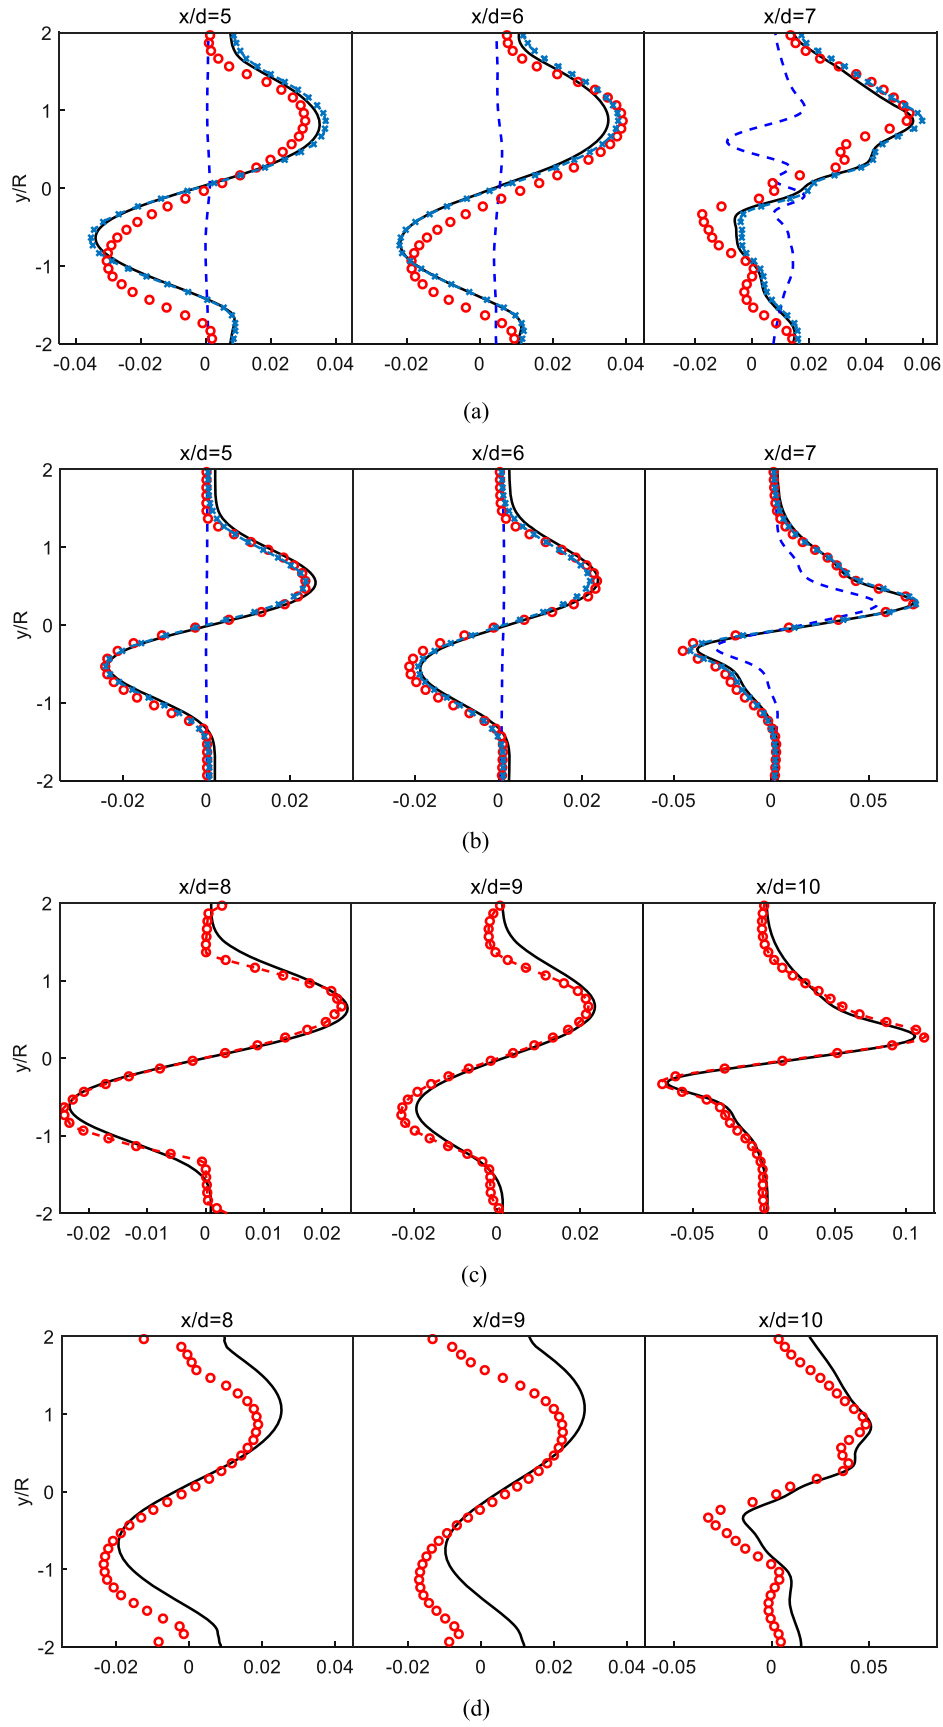 x/d=5 x/d=6 x/d=7
2
1
0
-1
-2
y/R
-0.04 -0.02 0 0.02 0.04 -0.02 0 0.02 0.04 -0.02 0 0.02 0.04 0.06
(a)
x/d=5 x/d=6 x/d=7
2
1
0
-1
-2
y/R
-0.02 0 0.02 -0.02 0 0.02 -0.05 0 0.05
(b)
x/d=8 x/d=9 x/d=10
2
1
0
-1
-2
y/R
-0.02 -0.01 0 0.01 0.02 -0.02 0 0.02 -0.05 0 0.05 0.1
(c)
x/d=8 x/d=9 x/d=10
2
1
0
-1
-2
y/R
-0.02 0 0.02 0.04 -0.02 0 0.02 0.04 -0.05 0 0.05
(d)